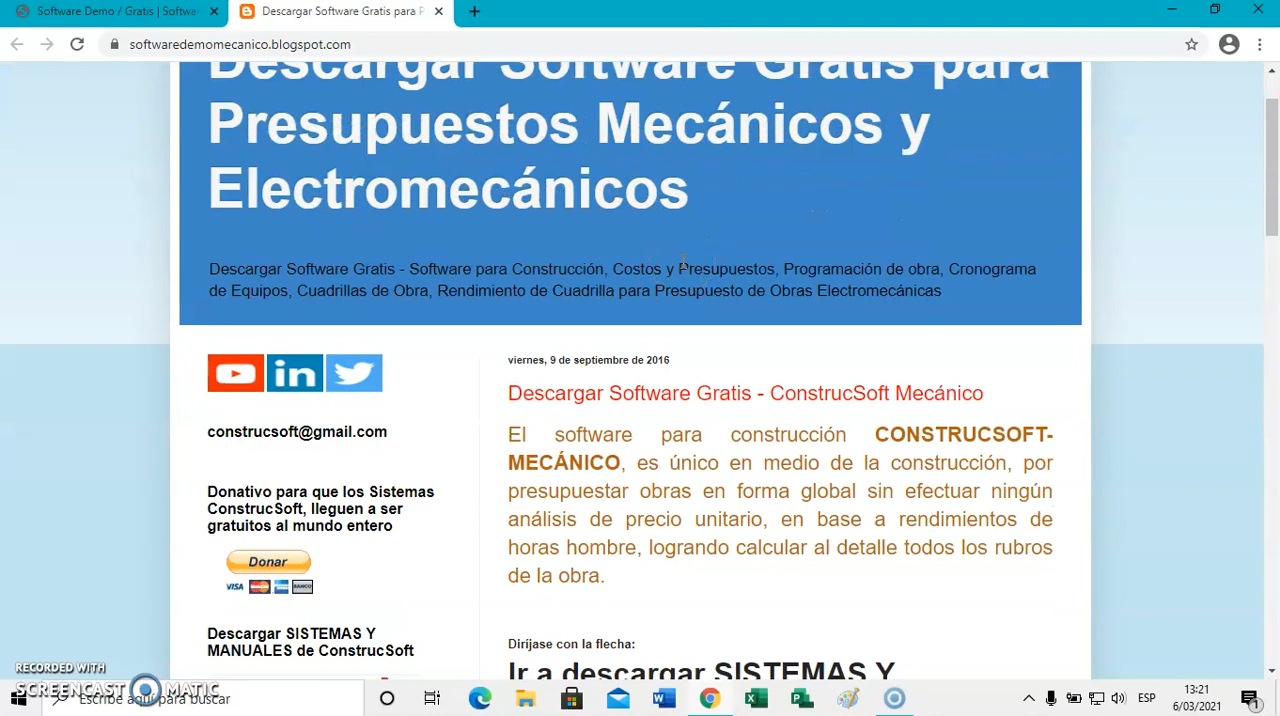 Software Demo / Gratis | Softwa
Descargar Software Gratis para P
softwaredemomecanico.blogspot.com
Descargar Software Gratis para
Presupuestos Mecánicos y
Electromecánicos
Descargar Software Gratis - Software para Construcción, Costos y Presupuestos, Programación de obra, Cronograma
de Equipos, Cuadrillas de Obra, Rendimiento de Cuadrilla para Presupuesto de Obras Electromecánicas
in
construcsoft@gmail.com
Donativo para que los Sistemas
ConstrucSoft, lleguen a ser
gratuitos al mundo entero
Donar
VISA
BANCO
Descargar SISTEMAS Y
MANUALES de ConstrucSoft
viernes, 9 de septiembre de 2016
Descargar Software Gratis - ConstrucSoft Mecánico
El software para construcción CONSTRUCSOFT-
MECÁNICO, es único en medio de la construcción, por
presupuestar obras en forma global sin efectuar ningún
análisis de precio unitario, en base a rendimientos de
horas hombre, logrando calcular al detalle todos los rubros
de la obra.
Diríjase con la flecha:
Ir a descargar SISTEMAS Y
RECORDED WITH
SCREENCAST MATIC
Escribe aquí para buscar
ESP
13:21
6/03/2021